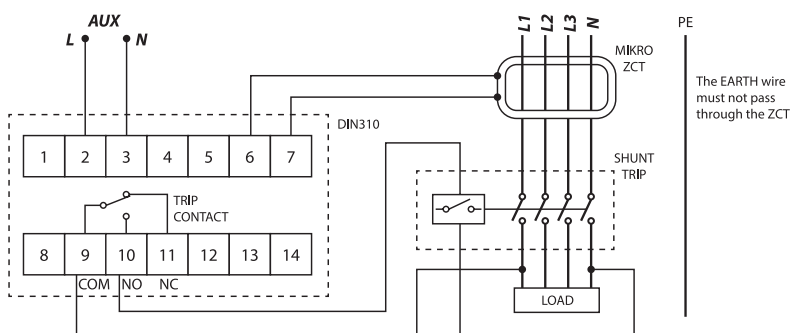 AUX
L N
L1 L2 L3 N
PE
MIKRO
ZCT
The EARTH wire
must not pass
through the ZCT
DIN310
1 2 3 4 5 6 7
SHUNT
TRIP
TRIP
CONTACT
8 9 10 11 12 13 14
COM NO NC
LOAD